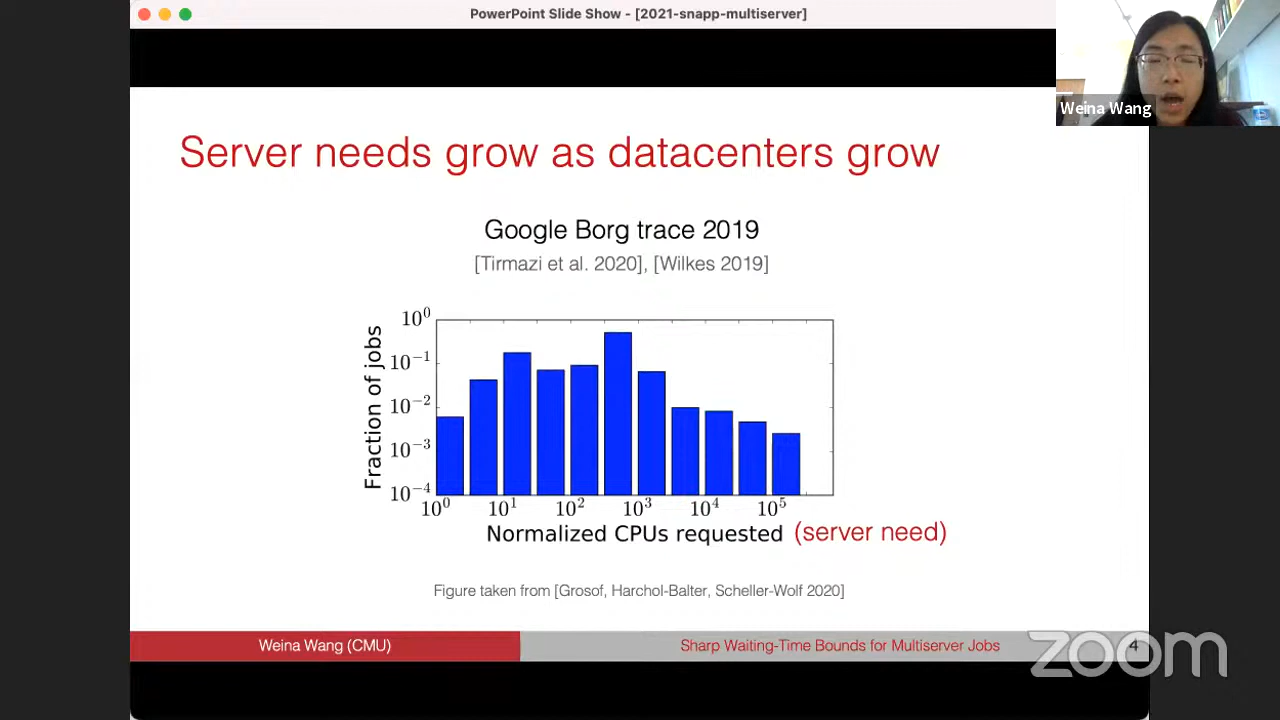 PowerPoint Slide Show - [2021-snapp-multiserver]
Weina Wang
Server needs grow as datacenters grow
Google Borg trace 2019
[Tirmazi et al. 2020], [Wilkes 2019]
Fraction of jobs
10^0
10^-1
10^-2
10^-3
10^-4
10^0 10^1 10^2 10^3 10^4 10^5
Normalized CPUs requested (server need)
Figure taken from [Grosof, Harchol-Balter, Scheller-Wolf 2020]
Weina Wang (CMU) Sharp Waiting-Time Bounds for Multiserver Jobs 4
zoom